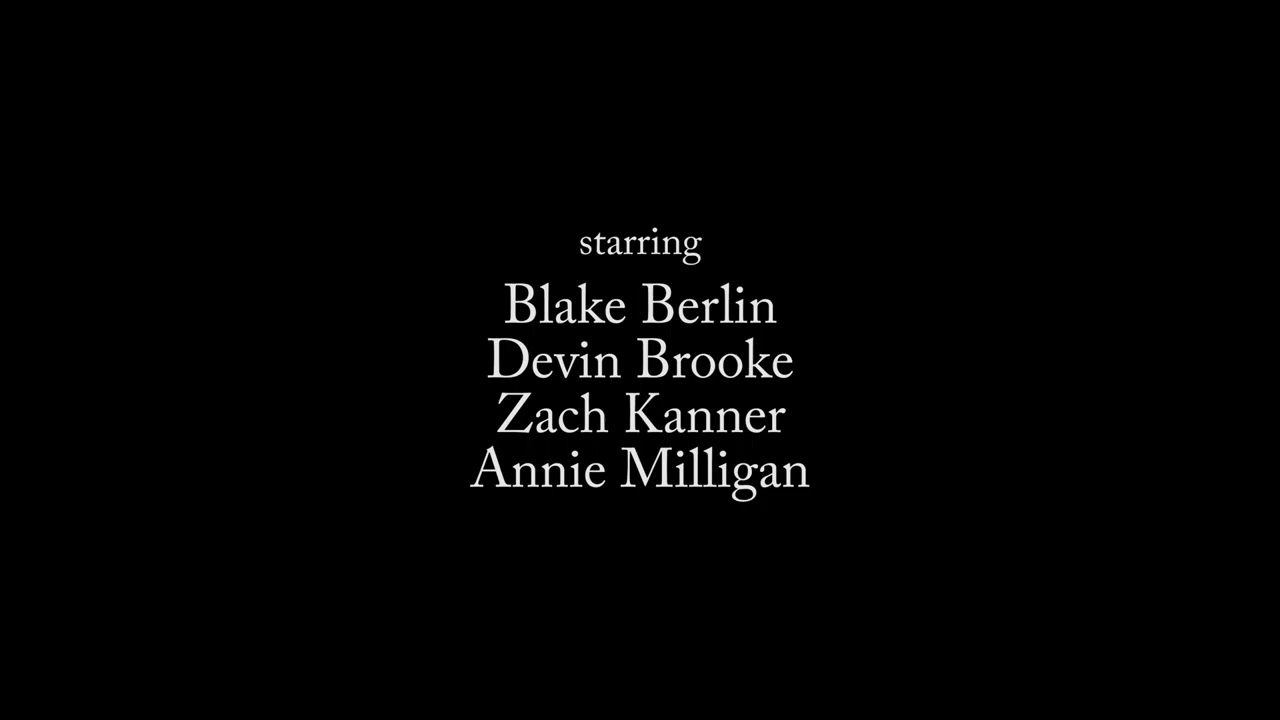 starring
Blake Berlin
Devin Brooke
Zach Kanner
Annie Milligan